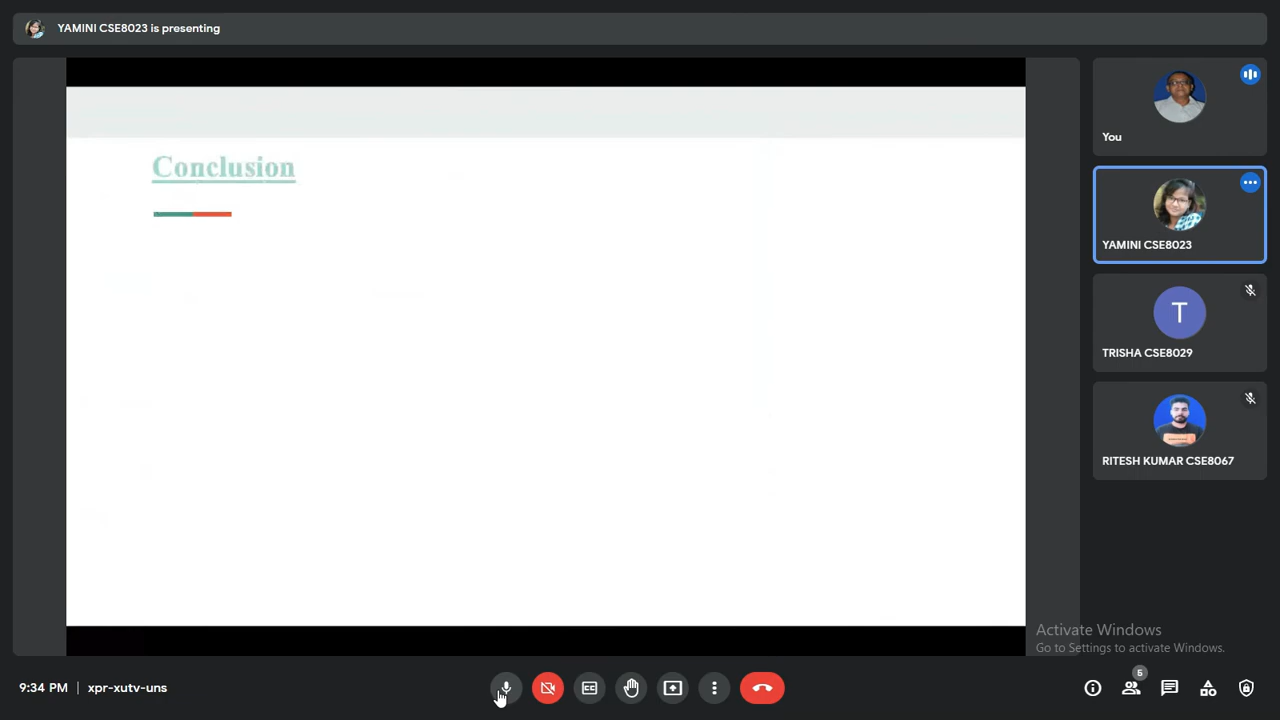 YAMINI CSE8023 is presenting
Conclusion
You
YAMINI CSE8023
T
TRISHA CSE8029
RITESH KUMAR CSE8067
Activate Windows
Go to Settings to activate Windows.
9:34 PM | xpr-xutv-uns
CC
5